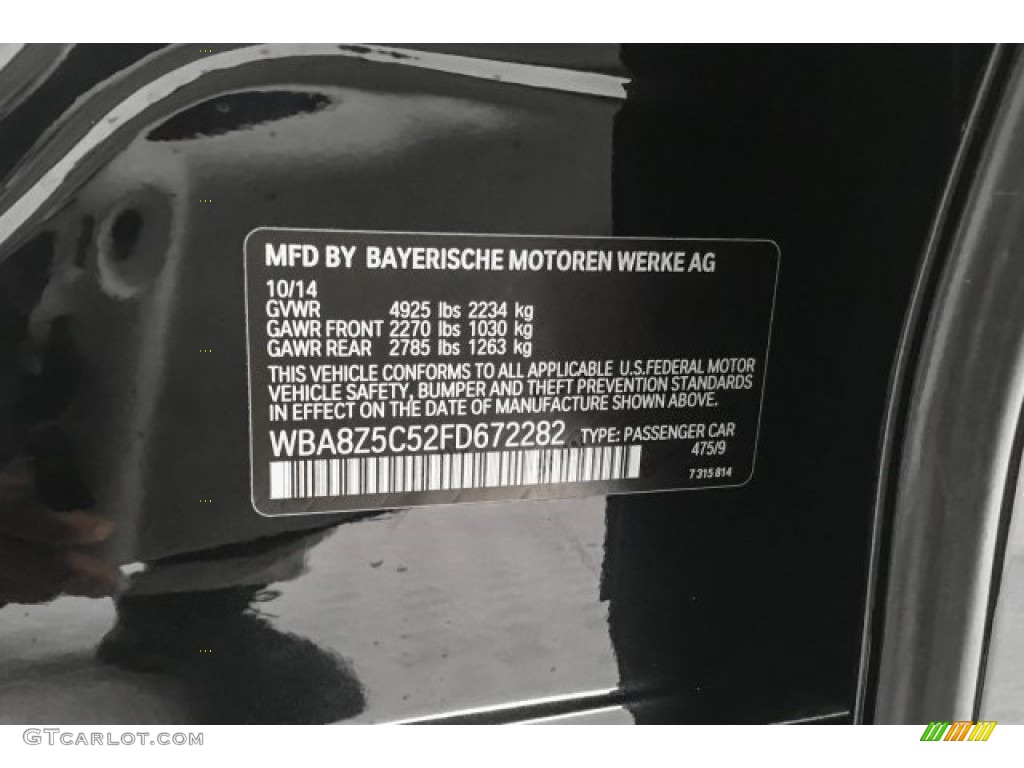 MFD BY BAYERISCHE MOTOREN WERKE AG
10/14
GVWR 4925 lbs 2234 kg
GAWR FRONT 2270 lbs 1030 kg
GAWR REAR 2785 lbs 1263 kg
THIS VEHICLE CONFORMS TO ALL APPLICABLE U.S.FEDERAL MOTOR
VEHICLE SAFETY, BUMPER AND THEFT PREVENTION STANDARDS
IN EFFECT ON THE DATE OF MANUFACTURE SHOWN ABOVE.
WBA8Z5C52FD672282 TYPE: PASSENGER CAR
475/9
7 315 814
GTcarlot.com